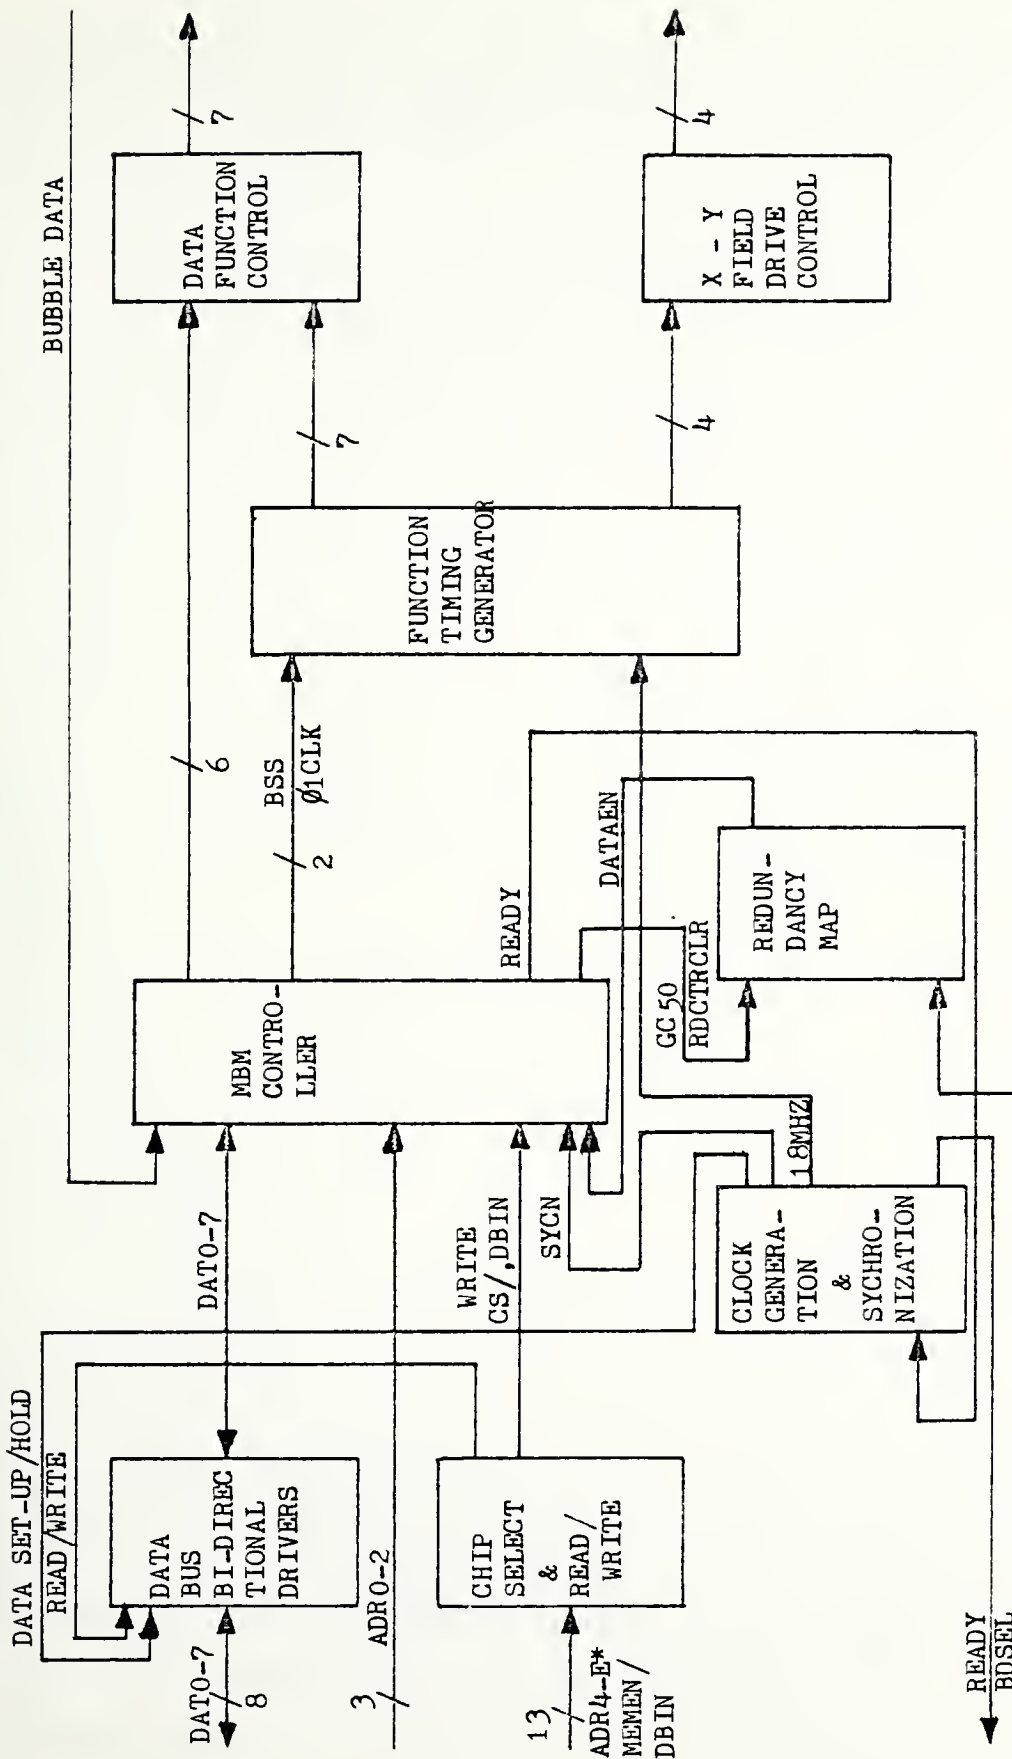 BUBBLE DATA
DATA SET-UP/HOLD
READ/WRITE
DAT0-7
8
DATA
BUS
BI-DIREC
TIONAL
DRIVERS
DAT0-7
ADR0-2
3
13
ADR4-E*
MEMEN/
DBIN
CHIP
SELECT
&
READ/
WRITE
WRITE
CS/,DBIN
SYCN
MBM
CONTRO-
LLER
6
BSS
Ø1CLK
2
READY
DATAEN
GC50
RDCTRCLR
18MHZ
CLOCK
GENERA-
TION
&
SYCHRO-
NIZATION
REDUN-
DANCY
MAP
FUNCTION
TIMING
GENERATOR
7
4
DATA
FUNCTION
CONTROL
7
X - Y
FIELD
DRIVE
CONTROL
4
READY
BDSEL